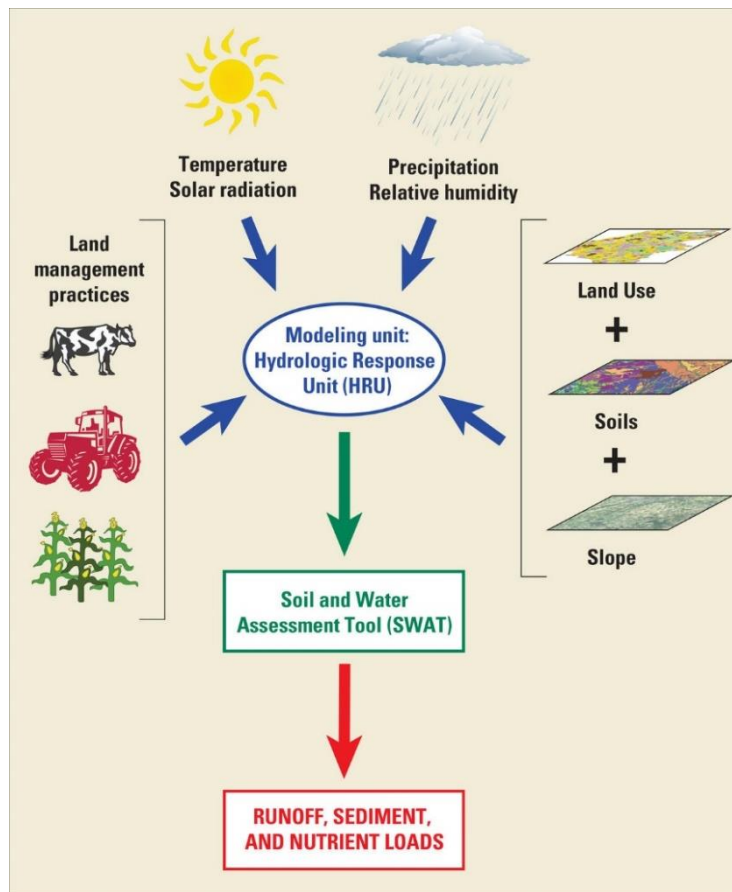 Temperature
Solar radiation
Precipitation
Relative humidity
Land
management
practices
Modeling unit:
Hydrologic Response
Unit (HRU)
Land Use
+
Soils
+
Slope
Soil and Water
Assessment Tool (SWAT)
RUNOFF, SEDIMENT,
AND NUTRIENT LOADS